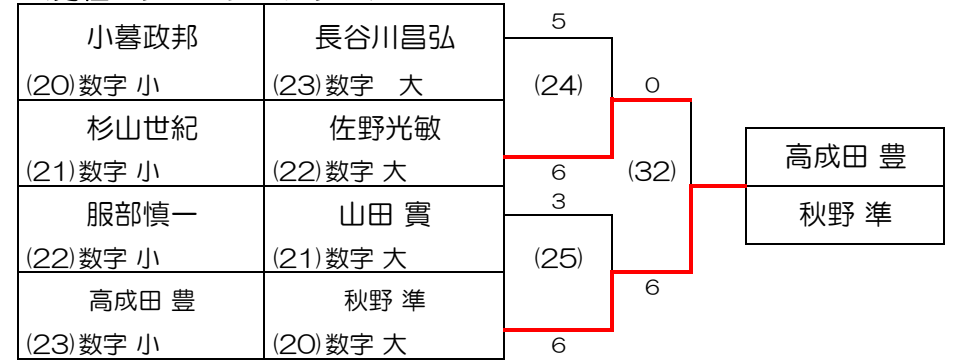 小暮政邦 長谷川昌弘 5
(20)数字 小 (23)数字　大 (24) 0
杉山世紀 佐野光敏
(21)数字 小 (22)数字 大 6 (32) 高成田 豊
服部慎一 山田 實 3 秋野 準
(22)数字 小 (21)数字 大 (25)
高成田 豊 秋野 準 6
(23)数字 小 (20)数字 大 6